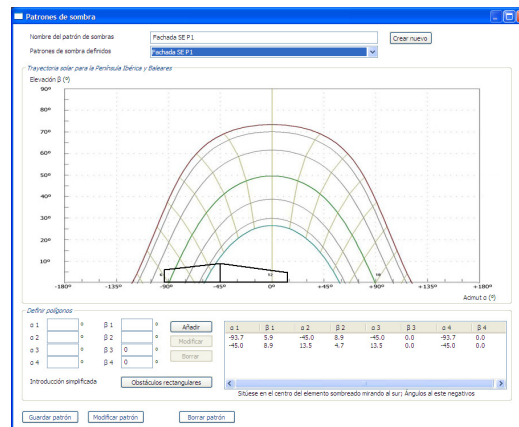 Patrones de sombra
Nombre del patrón de sombras
Fachada SE P1
Crear nuevo
Patrones de sombra definidos
Fachada SE P1
Trayectoria solar para la Península Ibérica y Baleares
Elevación β (º)
90º
80º
70º
60º
50º
40º
30º
20º
10º
-180º -135º -90º -45º 0º +45º +90º +135º +180º
Azimut α (º)
Definir polígonos
α 1 º β 1 º Añadir
α 2 º β 2 º Modificar
α 3 º β 3 0 º Borrar
α 4 º β 4 0 º
Introducción simplificada Obstáculos rectangulares
α 1 β 1 α 2 β 2 α 3 β 3 α 4 β 4
-93.7 5.9 -45.0 8.9 -45.0 0.0 -93.7 0.0
-45.0 8.9 13.5 4.7 13.5 0.0 -45.0 0.0
Sitúese en el centro del elemento sombreado mirando al sur; Ángulos al este negativos
Guardar patrón Modificar patrón Borrar patrón